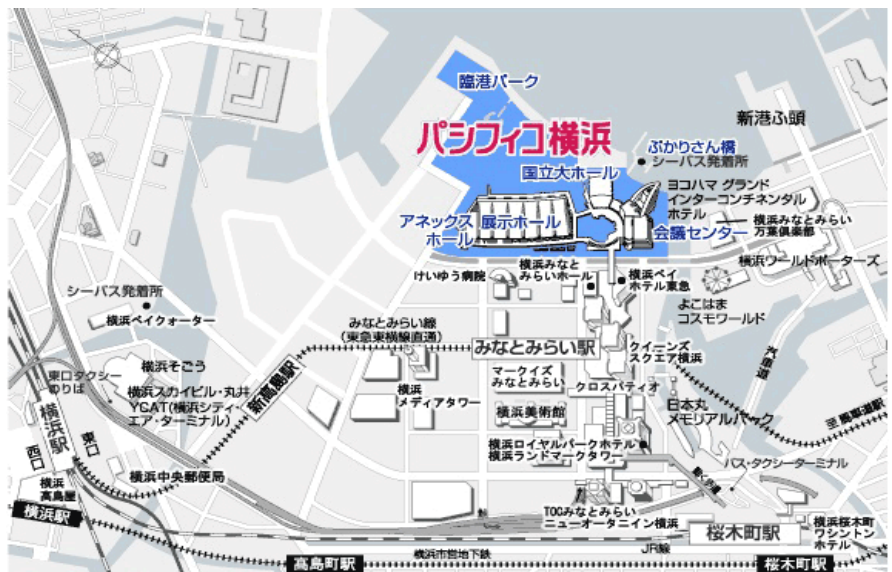 臨港パーク
パシフィコ横浜
新港ふ頭
ぷかりさん橋
シーバス発着所
国立大ホール
ヨコハマ グランド
インターコンチネンタル
ホテル
アネックス
ホール
展示ホール
会議センター
横浜みなとみらい
万葉倶楽部
横浜ワールドポーターズ
けいゆう病院
横浜みなと
みらいホール
横浜ベイ
ホテル東急
よこはま
コスモワールド
シーバス発着所
横浜ベイクォーター
みなとみらい線
(東急東横線直通)
みなとみらい駅
クイーンズ
スクエア横浜
汽車道
新高島駅
横浜そごう
東口タクシー
のりば
横浜スカイビル・丸井
YCAT(横浜シティ・
エア・ターミナル)
横浜
メディアタワー
マークイズ
みなとみらい
クロスパティオ
横浜美術館
日本丸
メモリアルパーク
至 馬車道駅
横浜駅
西口
東口
横浜ロイヤルパークホテル
横浜ランドマークタワー
バス・タクシーターミナル
動く歩道
横浜中央郵便局
横浜
高島屋
横浜駅
TOCみなとみらい
ニューオータニイン横浜
桜木町駅
横浜桜木町
ワシントン
ホテル
JR線
横浜市営地下鉄
高島町駅
桜木町駅